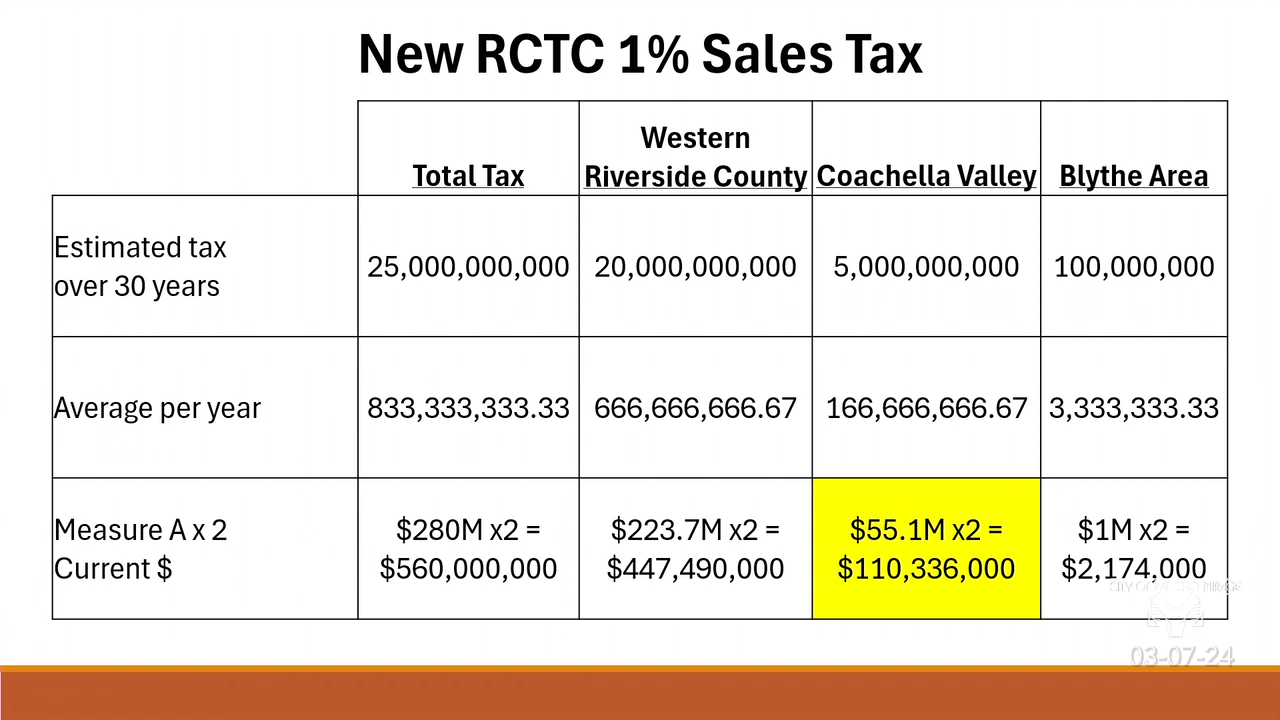 New RCTC 1% Sales Tax
Total Tax
Western
Riverside County
Coachella Valley
Blythe Area
Estimated tax
over 30 years
25,000,000,000
20,000,000,000
5,000,000,000
100,000,000
Average per year
833,333,333.33
666,666,666.67
166,666,666.67
3,333,333.33
Measure A x 2
Current $
$280M x2 =
$560,000,000
$223.7M x2 =
$447,490,000
$55.1M x2 =
$110,336,000
$1M x2 =
$2,174,000
CITY OF RANCHO MIRAGE
03-07-24